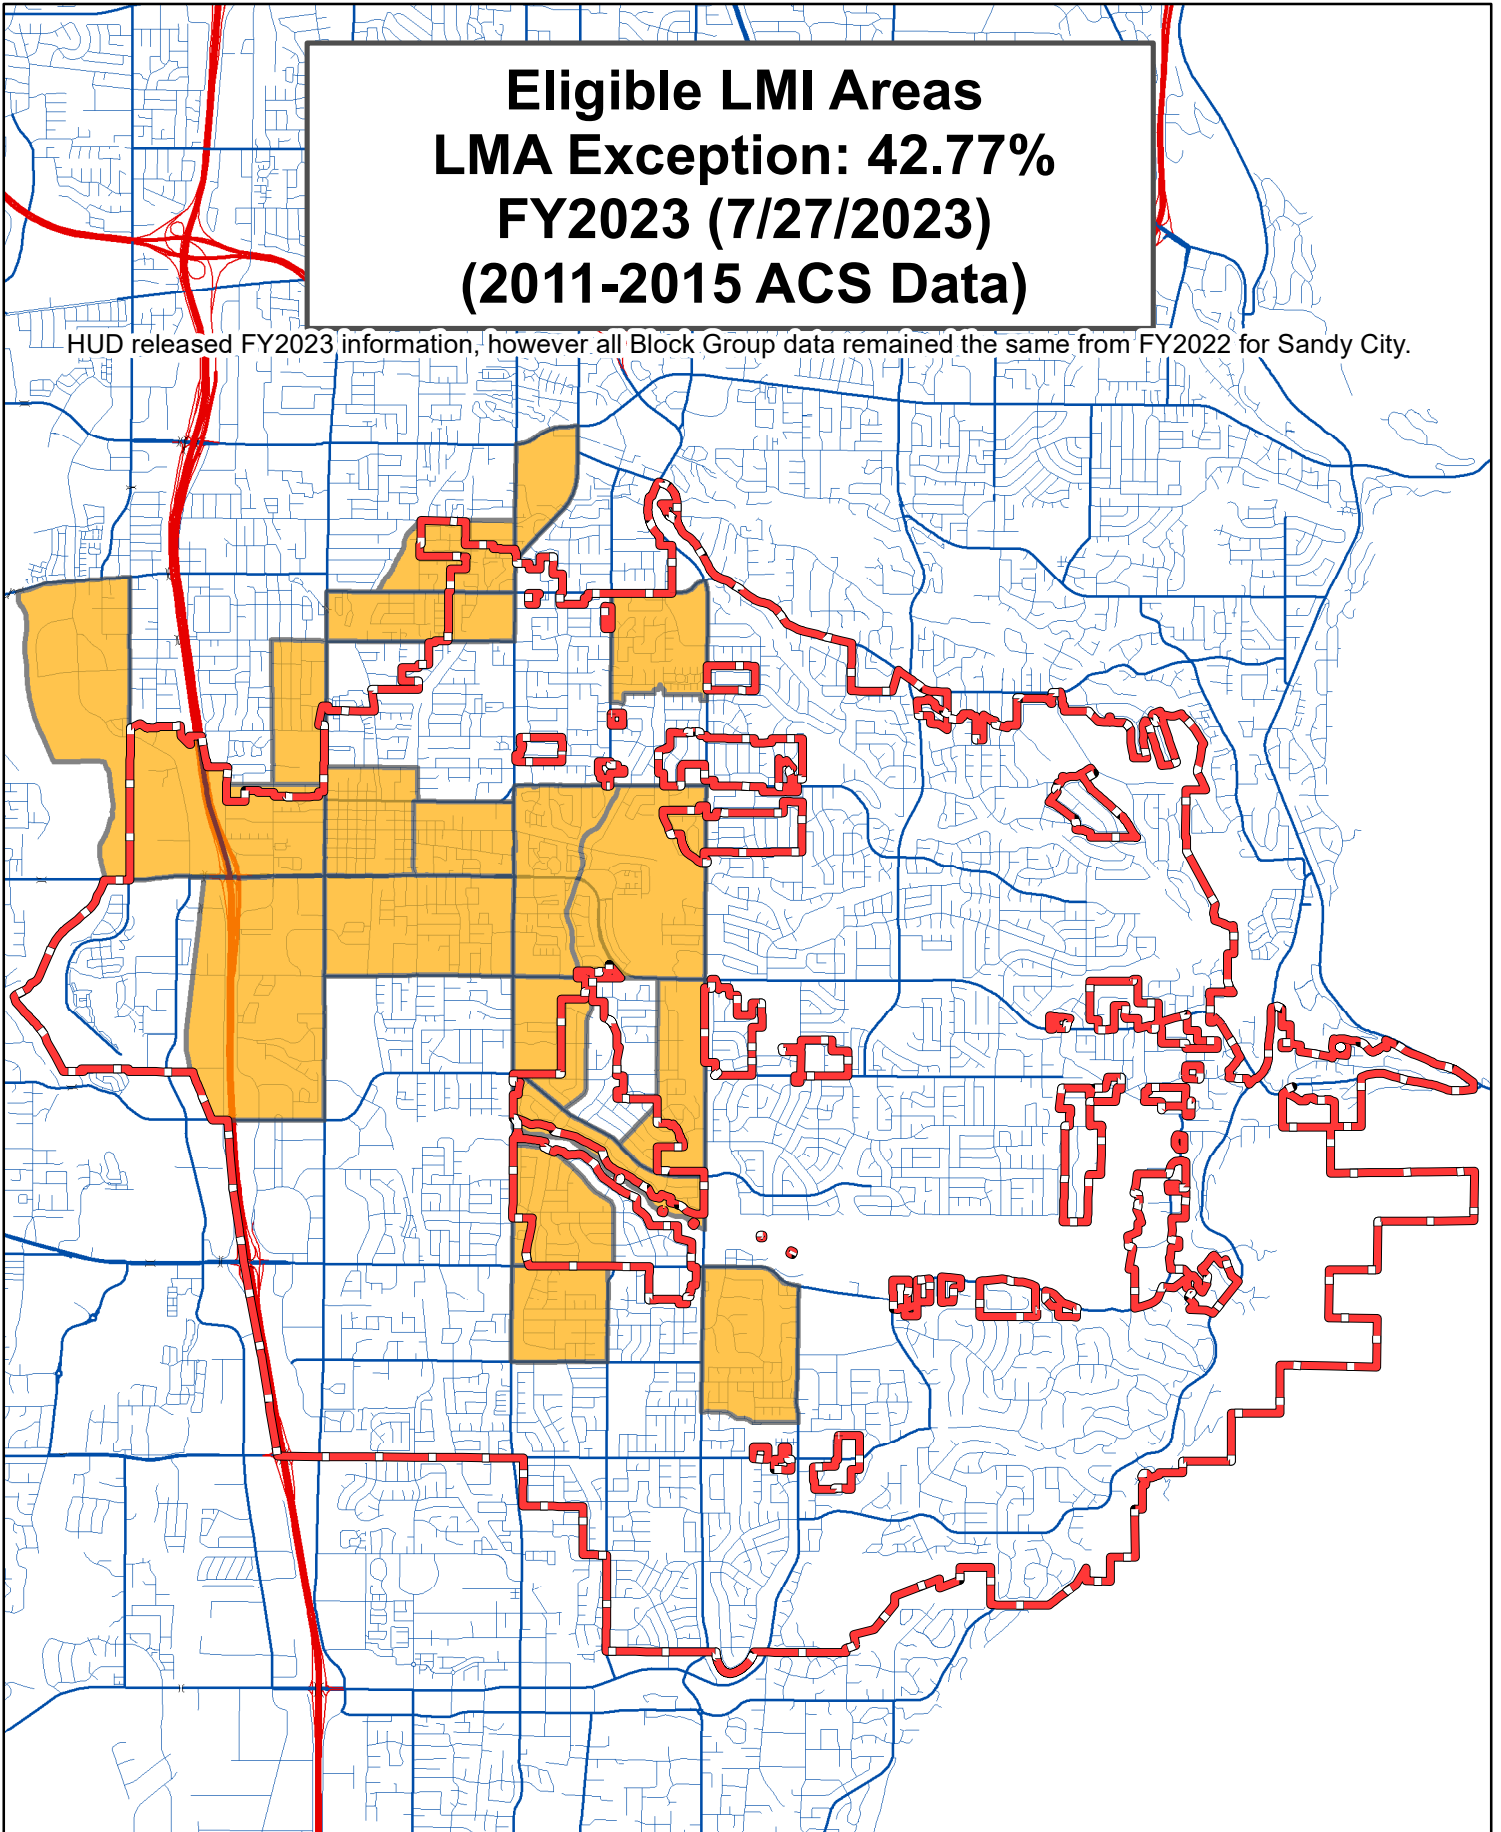 Eligible LMI Areas
LMA Exception: 42.77%
FY2023 (7/27/2023)
(2011-2015 ACS Data)
HUD released FY2023 information, however all Block Group data remained the same from FY2022 for Sandy City.